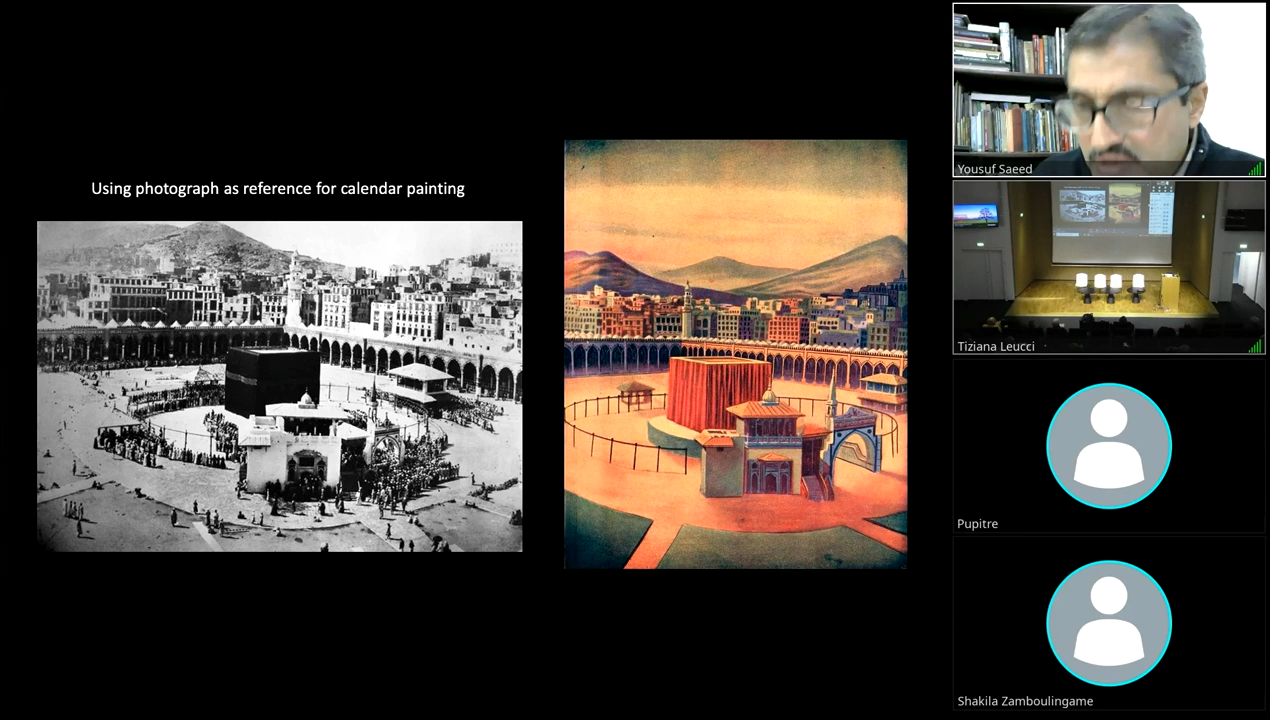 Using photograph as reference for calendar painting
Yousuf Saeed
Tiziana Leucci
Pupitre
Shakila Zamboulingame